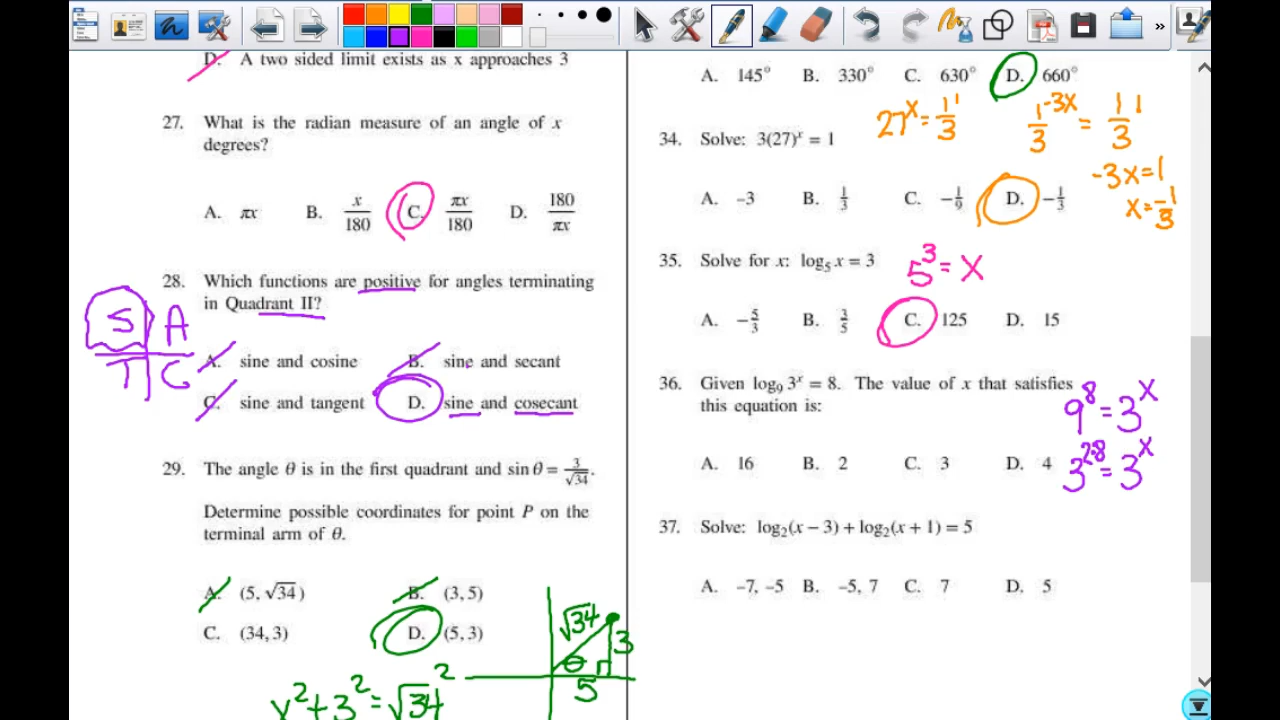 D. A two sided limit exists as x approaches 3
27. What is the radian measure of an angle of x
degrees?
A. πx B. x/180 C. πx/180 D. 180/πx
28. Which functions are positive for angles terminating
in Quadrant II?
S A
T C
A. sine and cosine B. sine and secant
C. sine and tangent D. sine and cosecant
29. The angle θ is in the first quadrant and sin θ = 3/√34.
Determine possible coordinates for point P on the
terminal arm of θ.
A. (5, √34) B. (3, 5)
C. (34, 3) D. (5, 3)
√34
3
θ
5
x² + 3² = √34²
A. 145° B. 330° C. 630° D. 660°
27^x = 1/3^1
1/3^-3x = 1/3^1 1
34. Solve: 3(27)^x = 1
-3x = 1
x = -1/3
A. −3 B. 1/3 C. −1/9 D. −1/3
35. Solve for x: log₅ x = 3
5³ = x
A. −5/3 B. 3/5 C. 125 D. 15
36. Given log₉ 3^x = 8. The value of x that satisfies
this equation is:
9^8 = 3^x
3^2·8 = 3^x
A. 16 B. 2 C. 3 D. 4
37. Solve: log₂(x − 3) + log₂(x + 1) = 5
A. −7, −5 B. −5, 7 C. 7 D. 5
»